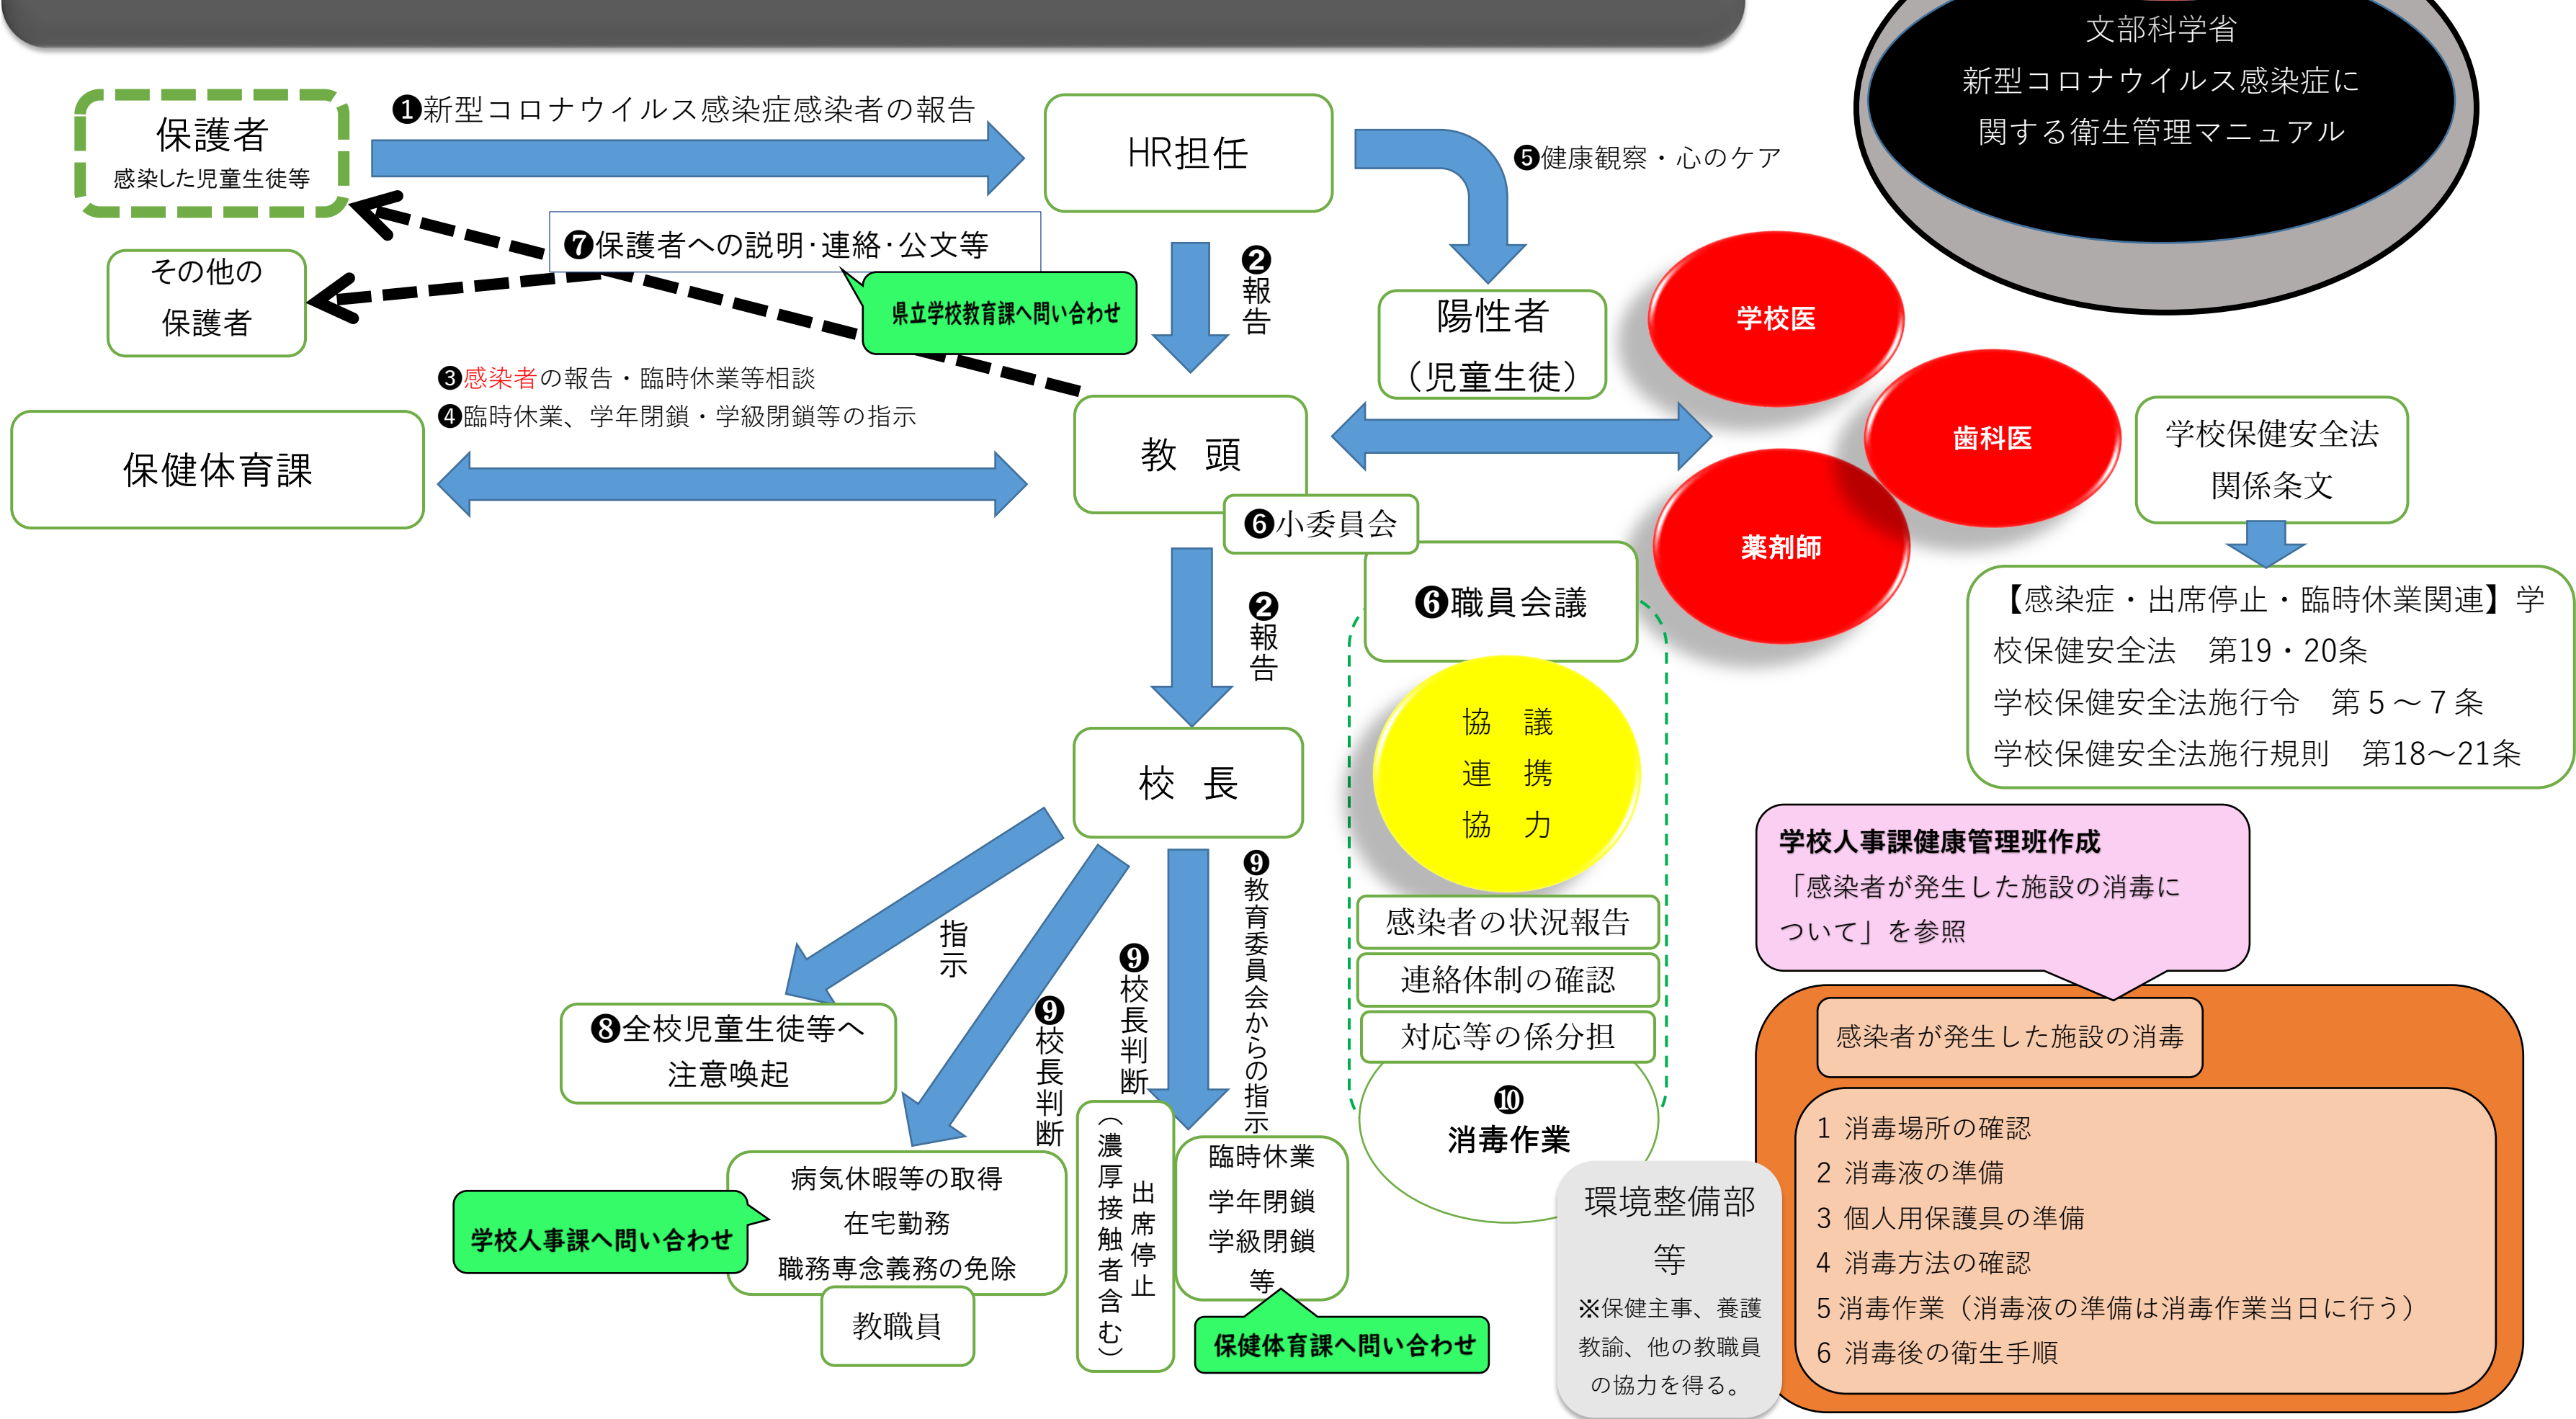 文部科学省
新型コロナウイルス感染症に
関する衛生管理マニュアル
保護者
感染した児童生徒等
❶新型コロナウイルス感染症感染者の報告
HR担任
❺健康観察・心のケア
❼保護者への説明･連絡･公文等
県立学校教育課へ問い合わせ
❷報告
その他の
保護者
陽性者
（児童生徒）
学校医
歯科医
薬剤師
❸感染者の報告・臨時休業等相談
❹臨時休業、学年閉鎖・学級閉鎖等の指示
保健体育課
教　頭
❻小委員会
❻職員会議
学校保健安全法
関係条文
【感染症・出席停止・臨時休業関連】学
校保健安全法　第19・20条
学校保健安全法施行令　第５～７条
学校保健安全法施行規則　第18～21条
❷報告
校　長
協　議
連　携
協　力
感染者の状況報告
連絡体制の確認
対応等の係分担
❿
消毒作業
指示
❾校長判断
❾校長判断
❾教育委員会からの指示
❽全校児童生徒等へ
注意喚起
病気休暇等の取得
在宅勤務
職務専念義務の免除
教職員
学校人事課へ問い合わせ
出席停止
（濃厚接触者含む）
臨時休業
学年閉鎖
学級閉鎖
等
保健体育課へ問い合わせ
環境整備部
等
※保健主事、養護
教諭、他の教職員
の協力を得る。
学校人事課健康管理班作成
「感染者が発生した施設の消毒に
ついて」を参照
感染者が発生した施設の消毒
1 消毒場所の確認
2 消毒液の準備
3 個人用保護具の準備
4 消毒方法の確認
5 消毒作業（消毒液の準備は消毒作業当日に行う）
6 消毒後の衛生手順